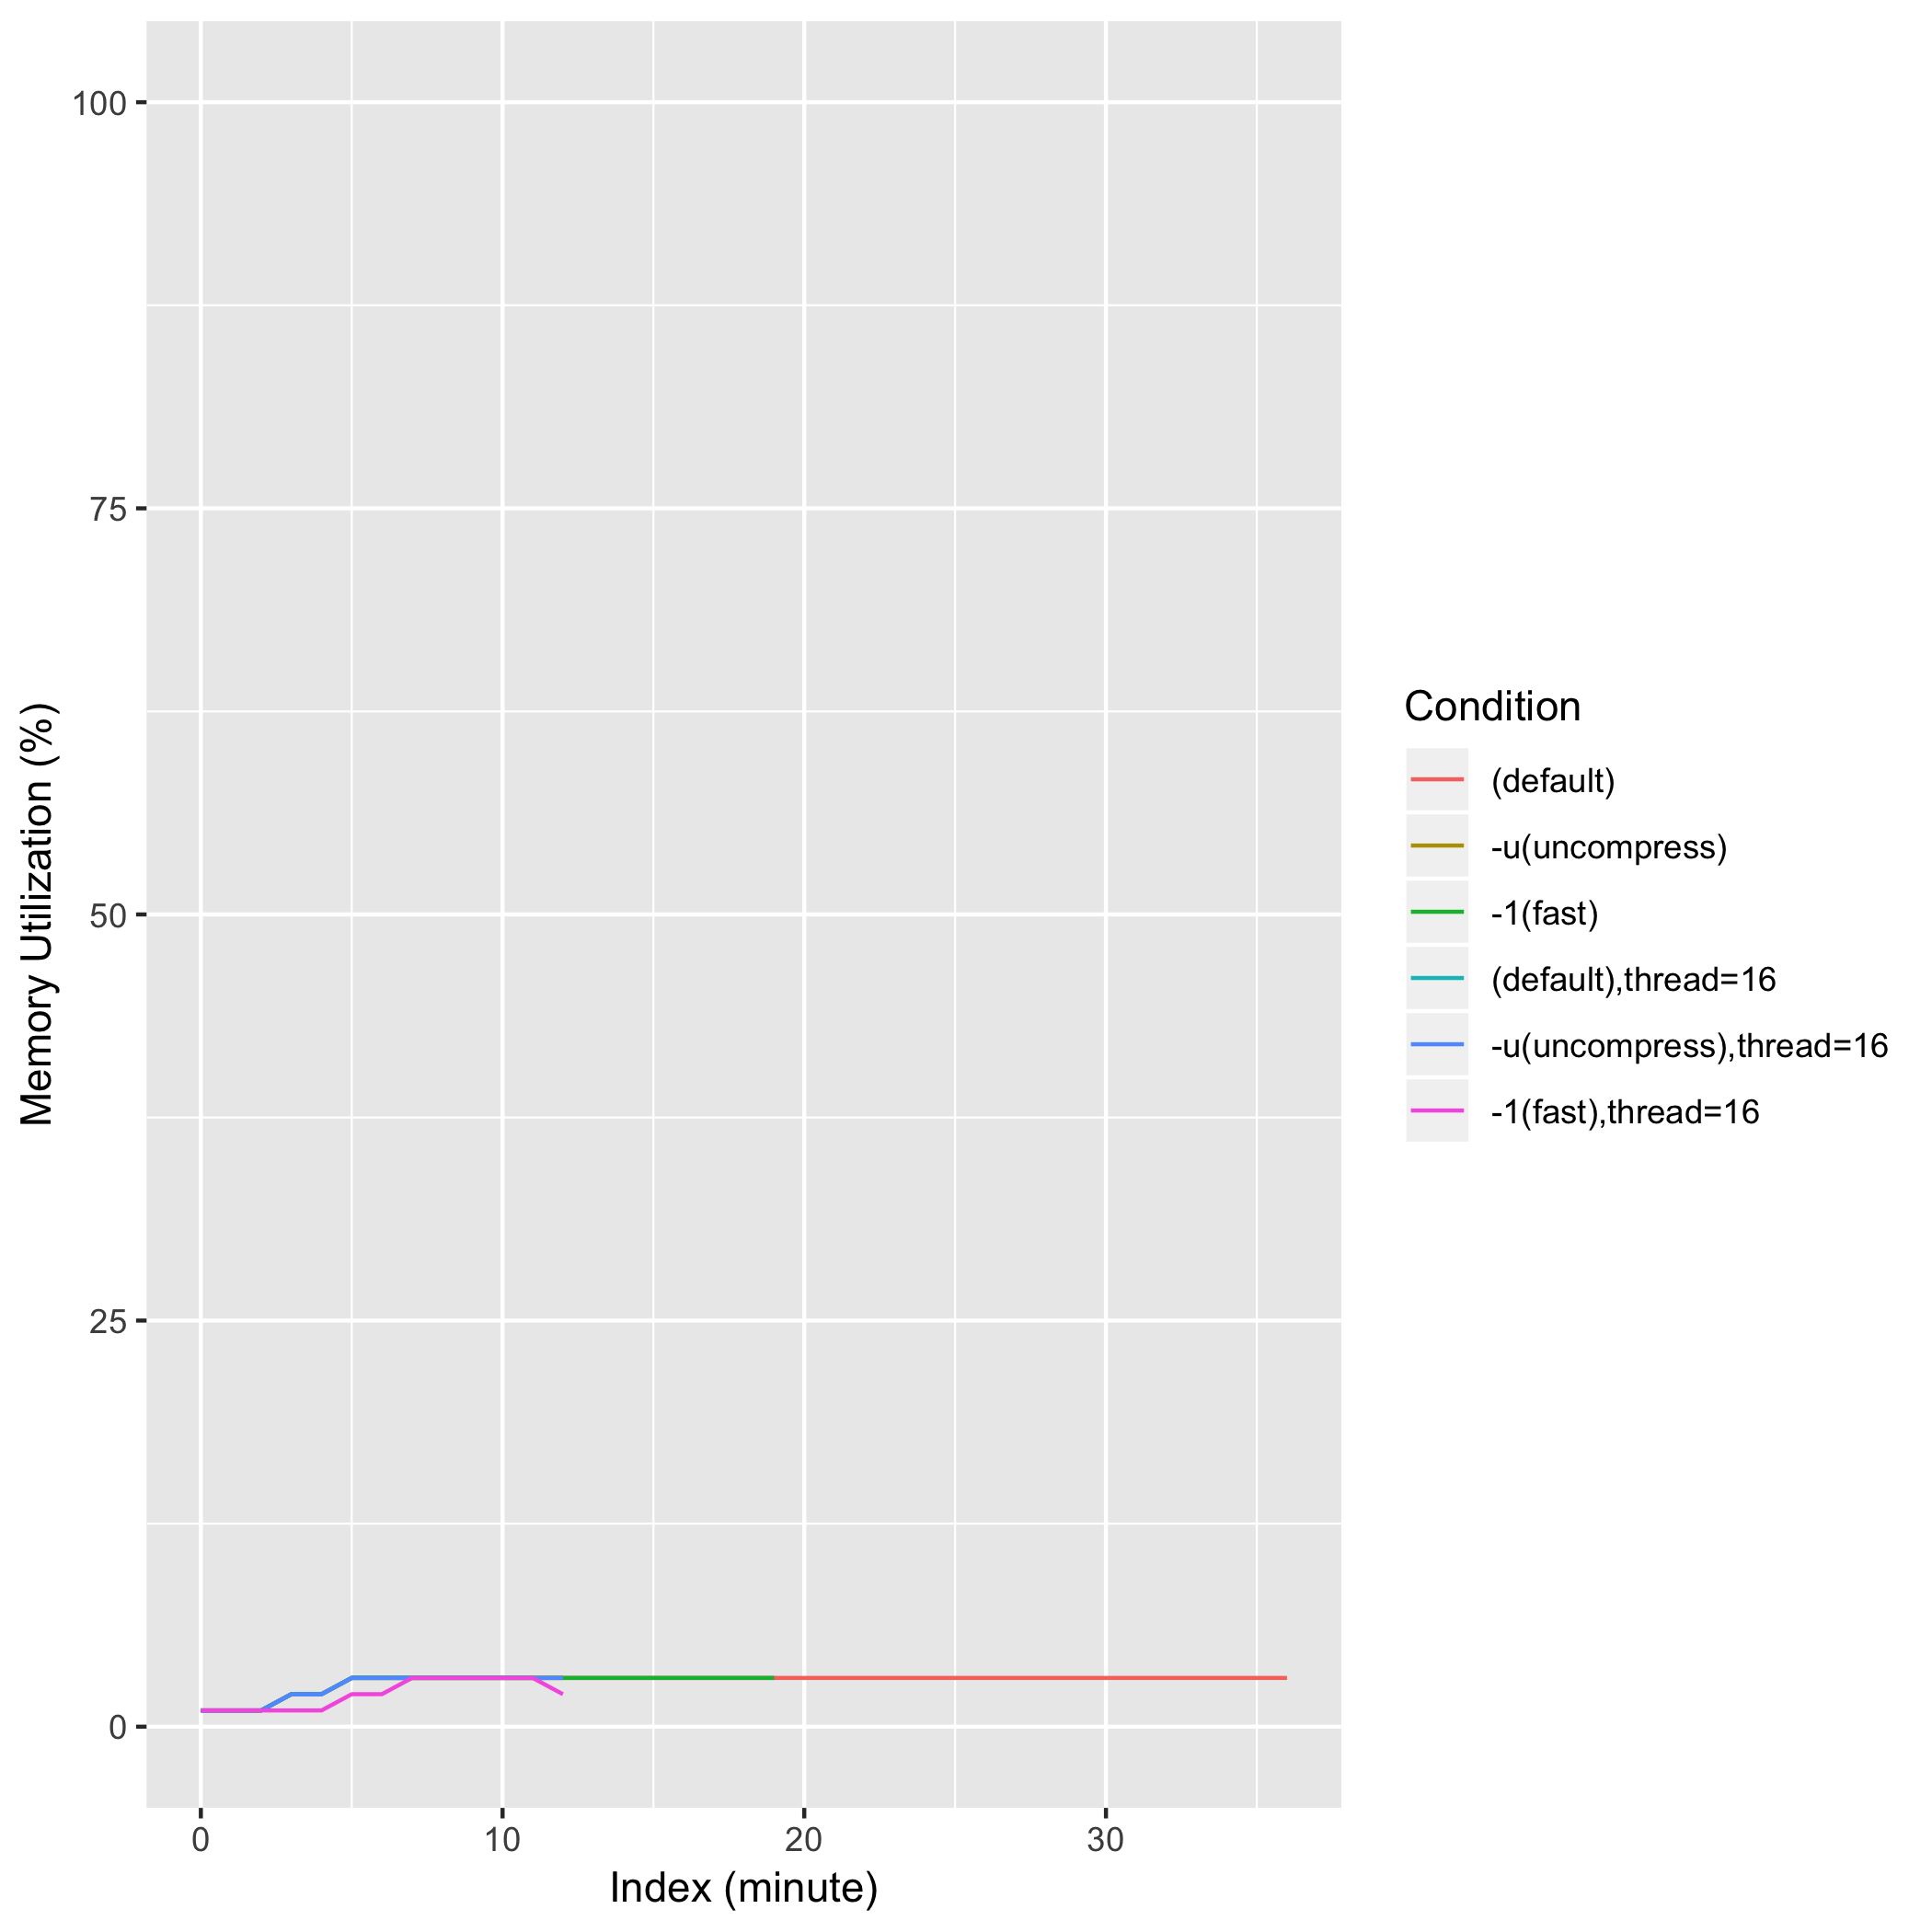 100
75
50
25
0
Memory Utilization (%)
0 10 20 30
Index (minute)
Condition
(default)
-u(uncompress)
-1(fast)
(default),thread=16
-u(uncompress),thread=16
-1(fast),thread=16